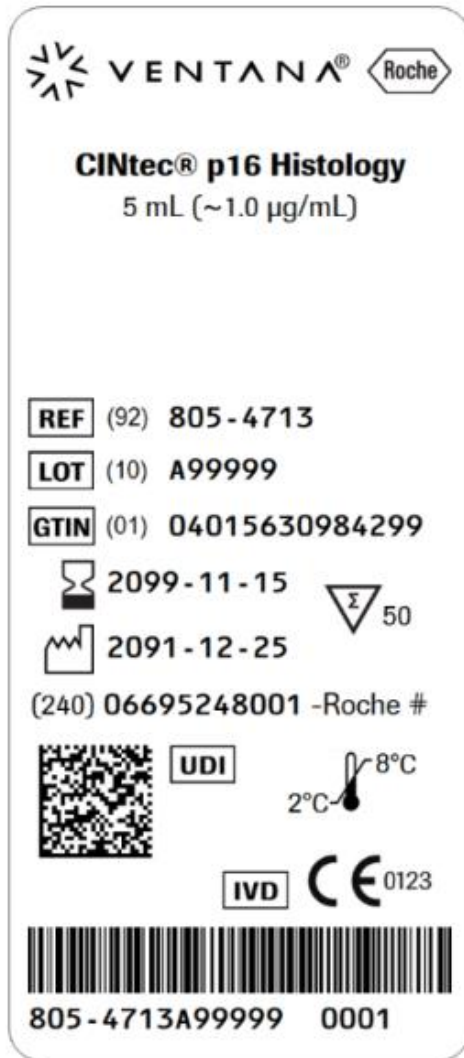 VENTANA® Roche
CINtec® p16 Histology
5 mL (~1.0 µg/mL)
REF (92) 805-4713
LOT (10) A99999
GTIN (01) 04015630984299
2099-11-15
Σ 50
2091-12-25
(240) 06695248001 -Roche #
UDI
8°C
2°C
IVD CE 0123
805-4713A99999 0001